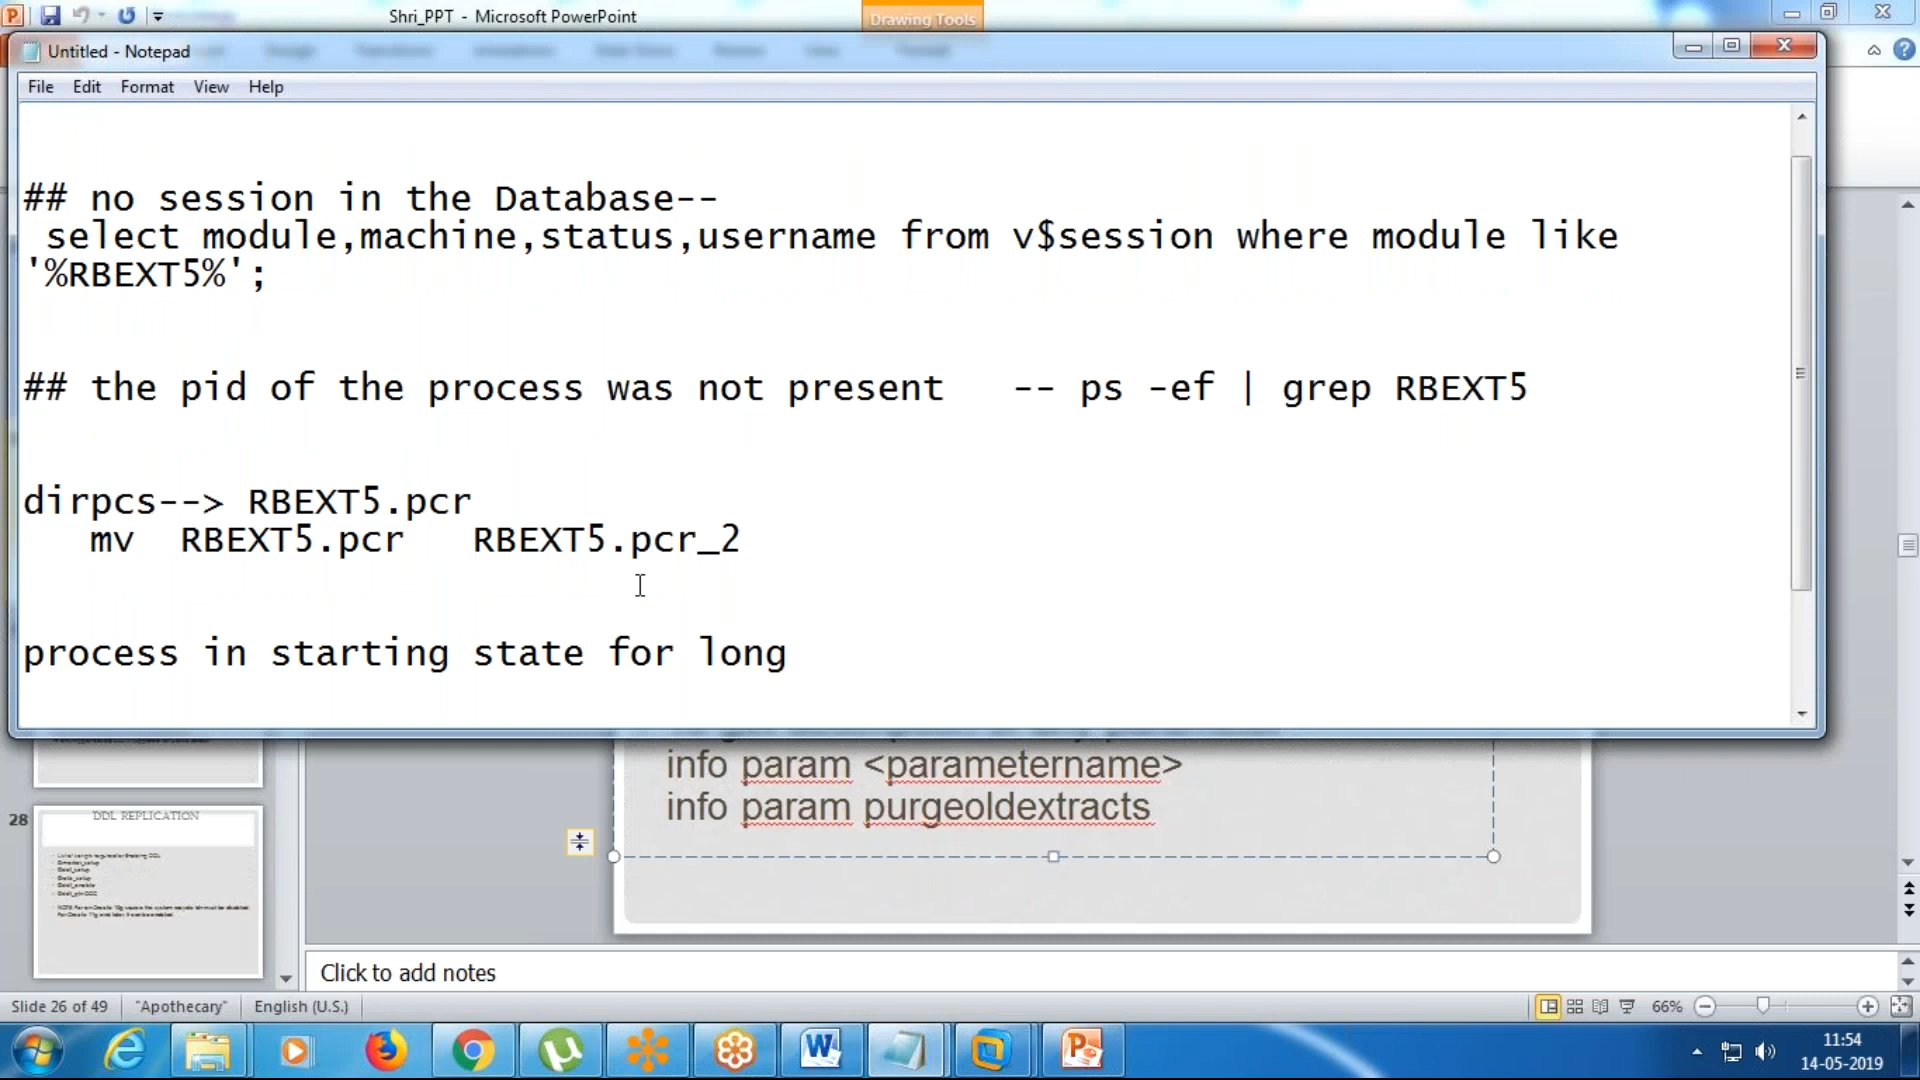 Shri_PPT - Microsoft PowerPoint
Drawing Tools
Untitled - Notepad
File Edit Format View Help
## no session in the Database--
select module,machine,status,username from v$session where module like
'%RBEXT5%';
## the pid of the process was not present -- ps -ef | grep RBEXT5
dirpcs--> RBEXT5.pcr
mv RBEXT5.pcr RBEXT5.pcr_2
process in starting state for long
info param <parametername>
info param purgeoldextracts
28
DDL REPLICATION
Click to add notes
Slide 26 of 49 "Apothecary" English (U.S.) 66%
11:54
14-05-2019